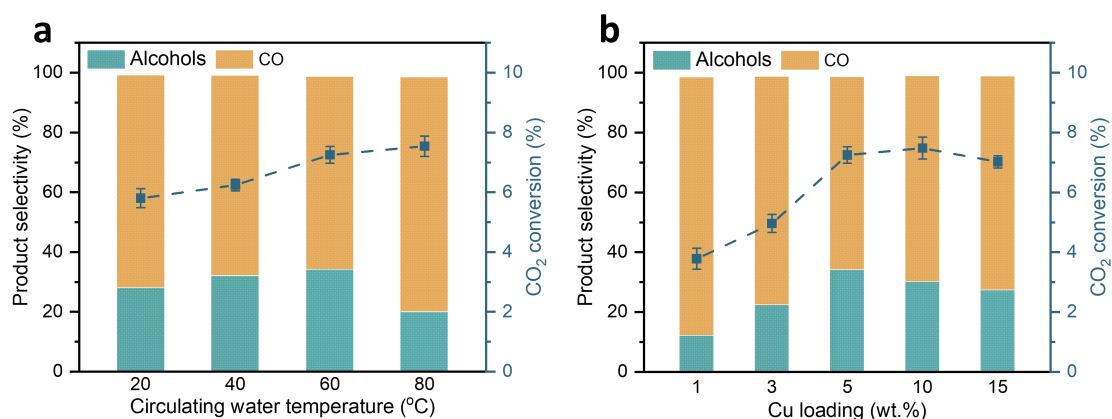 a
Alcohols CO
Product selectivity (%)
100
80
60
40
20
0
10
8
6
4
2
0
CO₂ conversion (%)
20 40 60 80
Circulating water temperature (°C)
b
Alcohols CO
Product selectivity (%)
100
80
60
40
20
0
10
8
6
4
2
0
CO₂ conversion (%)
1 3 5 10 15
Cu loading (wt.%)